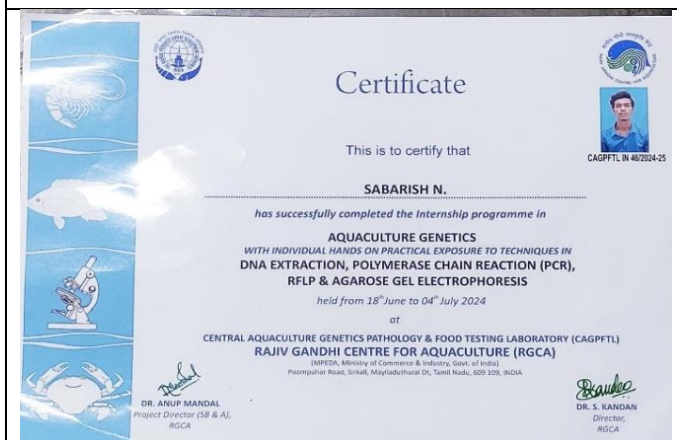 Certificate
This is to certify that
CAGPFTL IN 46/2024-25
SABARISH N.
has successfully completed the Internship programme in
AQUACULTURE GENETICS
WITH INDIVIDUAL HANDS ON PRACTICAL EXPOSURE TO TECHNIQUES IN
DNA EXTRACTION, POLYMERASE CHAIN REACTION (PCR),
RFLP & AGAROSE GEL ELECTROPHORESIS
held from 18th June to 04th July 2024
at
CENTRAL AQUACULTURE GENETICS PATHOLOGY & FOOD TESTING LABORATORY (CAGPFTL)
RAJIV GANDHI CENTRE FOR AQUACULTURE (RGCA)
(MPEDA, Ministry of Commerce & Industry, Govt. of India)
Poompuhar Road, Sirkali, Mayiladuthurai Dt, Tamil Nadu, 609 109, INDIA
DR. ANUP MANDAL
Project Director (SB & A),
RGCA
DR. S. KANDAN
Director,
RGCA